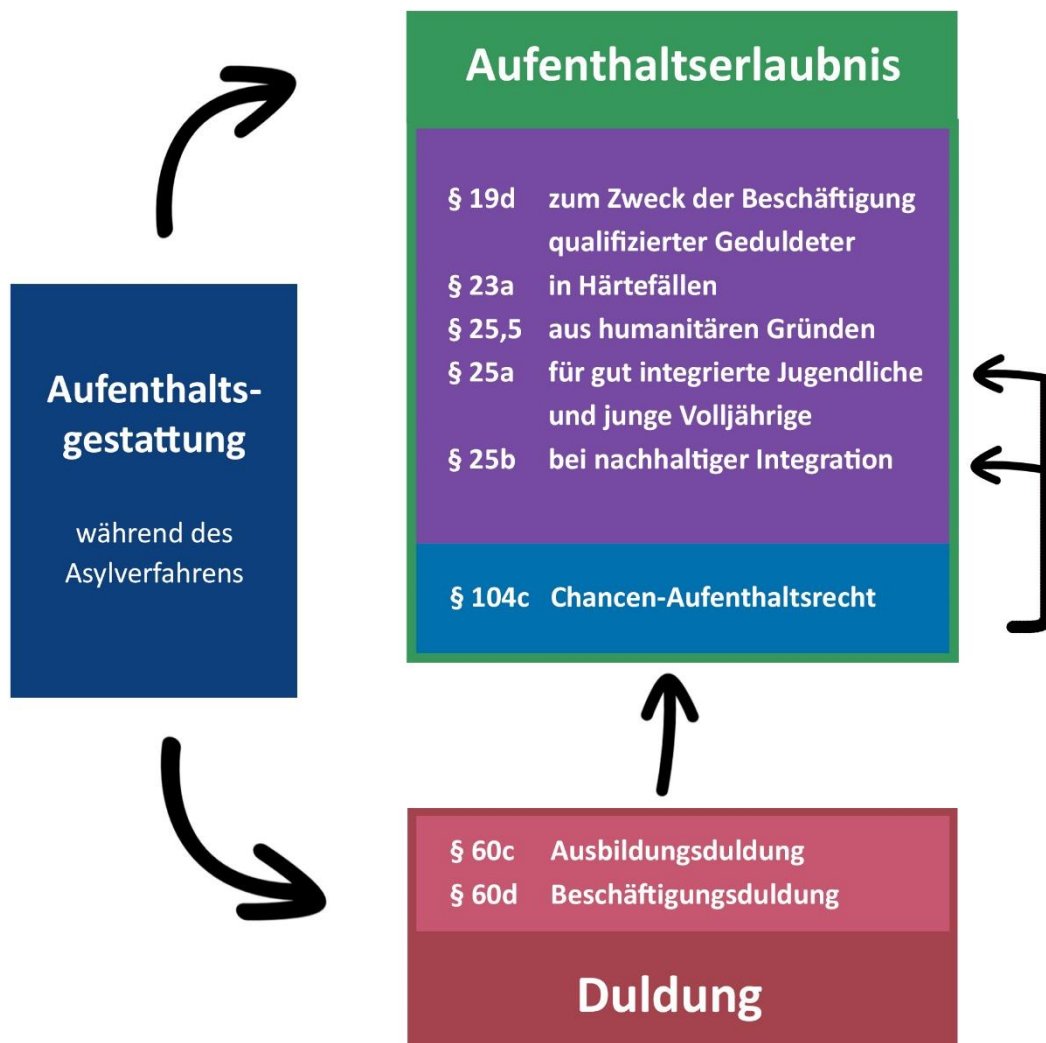 Aufenthaltserlaubnis
§ 19d zum Zweck der Beschäftigung
qualifizierter Geduldeter
§ 23a in Härtefällen
§ 25,5 aus humanitären Gründen
§ 25a für gut integrierte Jugendliche
und junge Volljährige
§ 25b bei nachhaltiger Integration
§ 104c Chancen-Aufenthaltsrecht
Aufenthalts-
gestattung
während des
Asylverfahrens
§ 60c Ausbildungsduldung
§ 60d Beschäftigungsduldung
Duldung